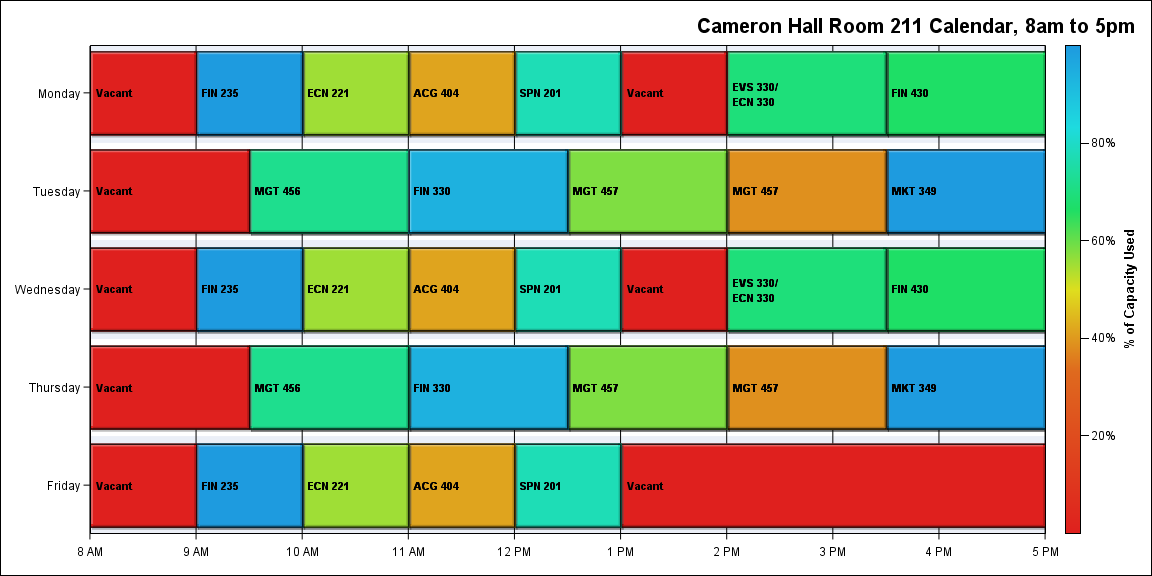 Cameron Hall Room 211 Calendar, 8am to 5pm
Monday
Vacant
FIN 235
ECN 221
ACG 404
SPN 201
Vacant
EVS 330/
ECN 330
FIN 430
Tuesday
Vacant
MGT 456
FIN 330
MGT 457
MGT 457
MKT 349
Wednesday
Vacant
FIN 235
ECN 221
ACG 404
SPN 201
Vacant
EVS 330/
ECN 330
FIN 430
Thursday
Vacant
MGT 456
FIN 330
MGT 457
MGT 457
MKT 349
Friday
Vacant
FIN 235
ECN 221
ACG 404
SPN 201
Vacant
8 AM
9 AM
10 AM
11 AM
12 PM
1 PM
2 PM
3 PM
4 PM
5 PM
80%
60%
40%
20%
% of Capacity Used